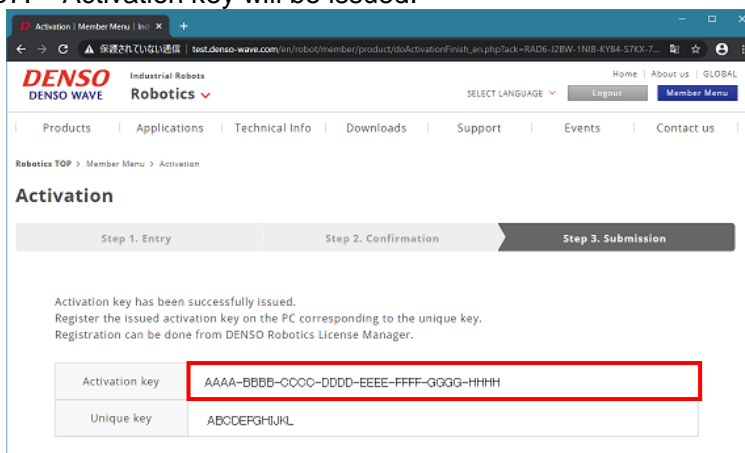 Activation key will be issued.
Activation | Member Menu | Ind
保護されていない通信 | test.denso-wave.com/en/robot/member/product/doActivationFinish_en.php?ack=RAD6-J2BW-1NIB-KYB4-S7KX-7...
DENSO
DENSO WAVE
Industrial Robots
Robotics
Home | About us | GLOBAL
SELECT LANGUAGE
Logout
Member Menu
Products | Applications | Technical Info | Downloads | Support | Events | Contact us
Robotics TOP > Member Menu > Activation
Activation
Step 1. Entry
Step 2. Confirmation
Step 3. Submission
Activation key has been successfully issued.
Register the issued activation key on the PC corresponding to the unique key.
Registration can be done from DENSO Robotics License Manager.
Activation key AAAA-BBBB-CCCC-DDDD-EEEE-FFFF-GGGG-HHHH
Unique key ABCDEFGHIJKL